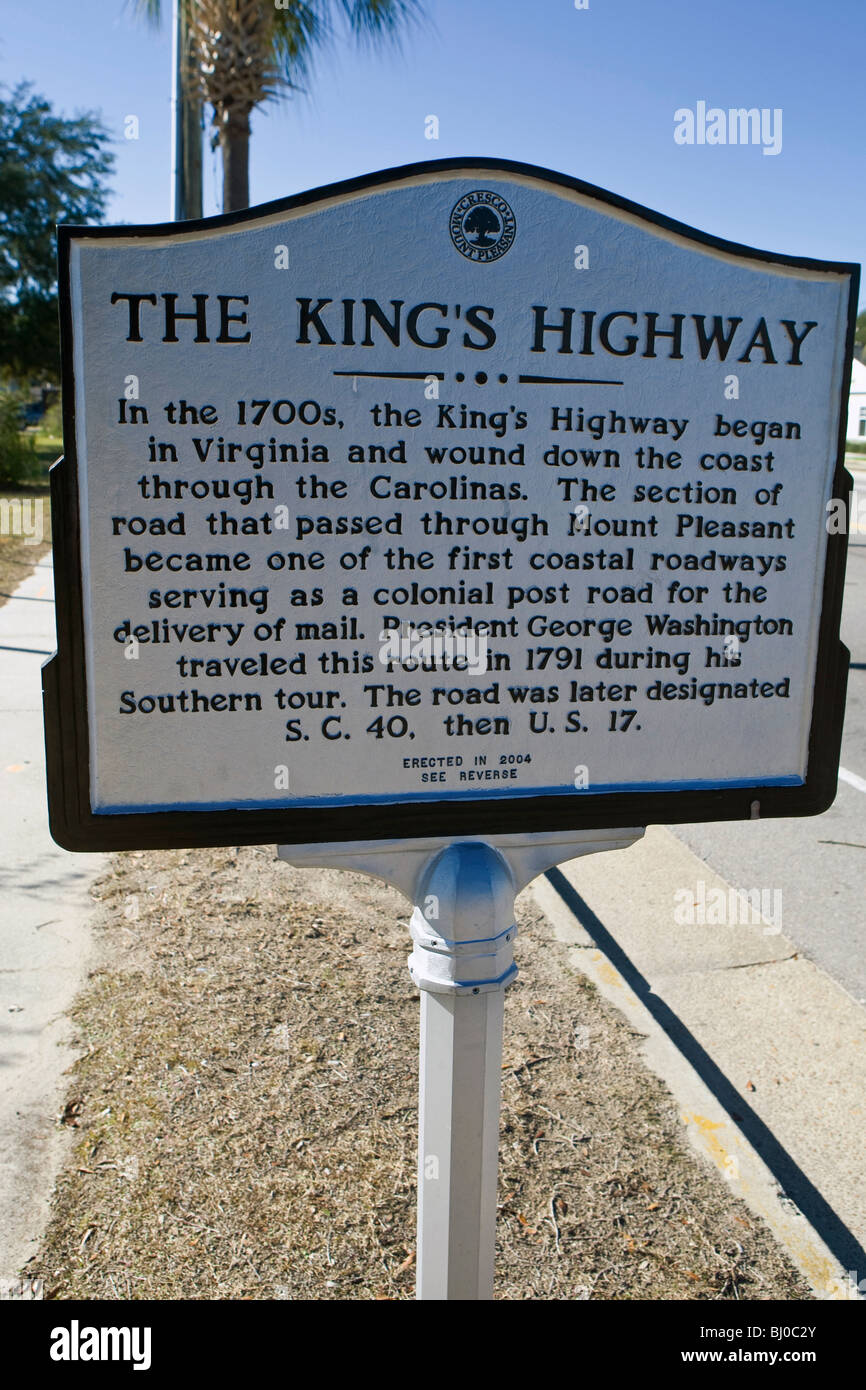 CRESCO
MOUNT PLEASANT
THE KING'S HIGHWAY
In the 1700s, the King's Highway began
in Virginia and wound down the coast
through the Carolinas. The section of
road that passed through Mount Pleasant
became one of the first coastal roadways
serving as a colonial post road for the
delivery of mail. President George Washington
traveled this route in 1791 during his
Southern tour. The road was later designated
S. C. 40, then U. S. 17.
ERECTED IN 2004
SEE REVERSE
alamy
a
a
a
alamy stock photo
Image ID: BJ0C2Y
www.alamy.com